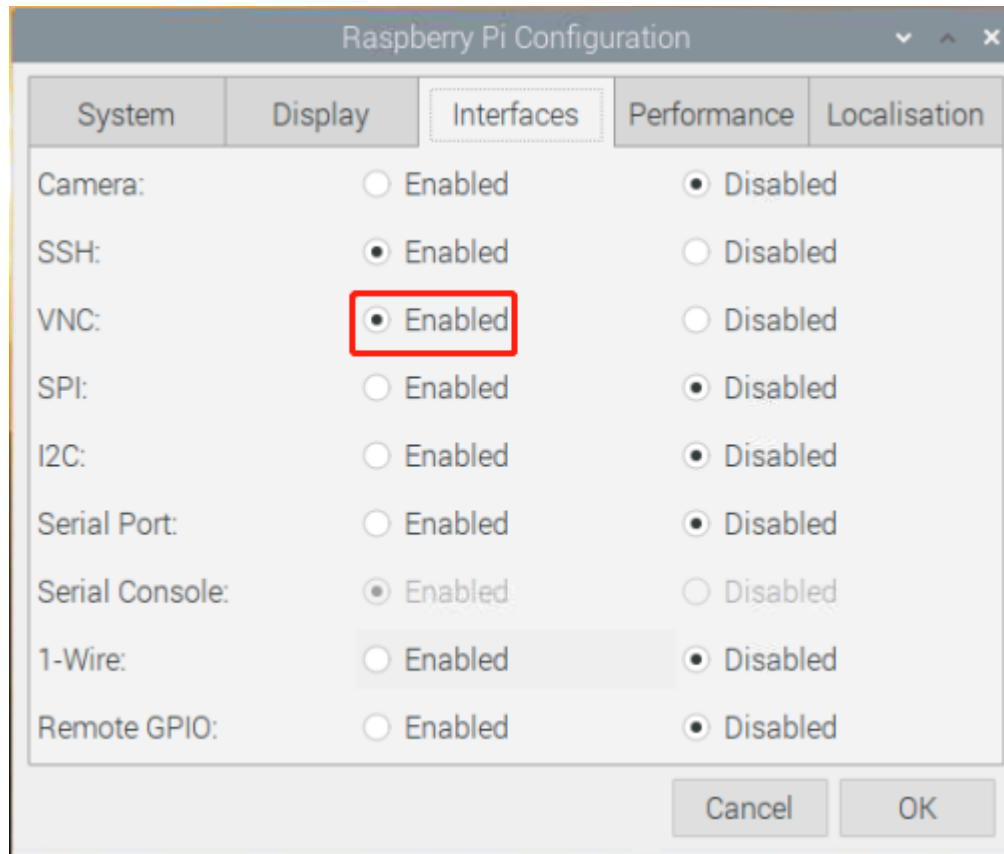 Raspberry Pi Configuration
System Display Interfaces Performance Localisation
Camera: Enabled Disabled
SSH: Enabled Disabled
VNC: Enabled Disabled
SPI: Enabled Disabled
I2C: Enabled Disabled
Serial Port: Enabled Disabled
Serial Console: Enabled Disabled
1-Wire: Enabled Disabled
Remote GPIO: Enabled Disabled
Cancel OK